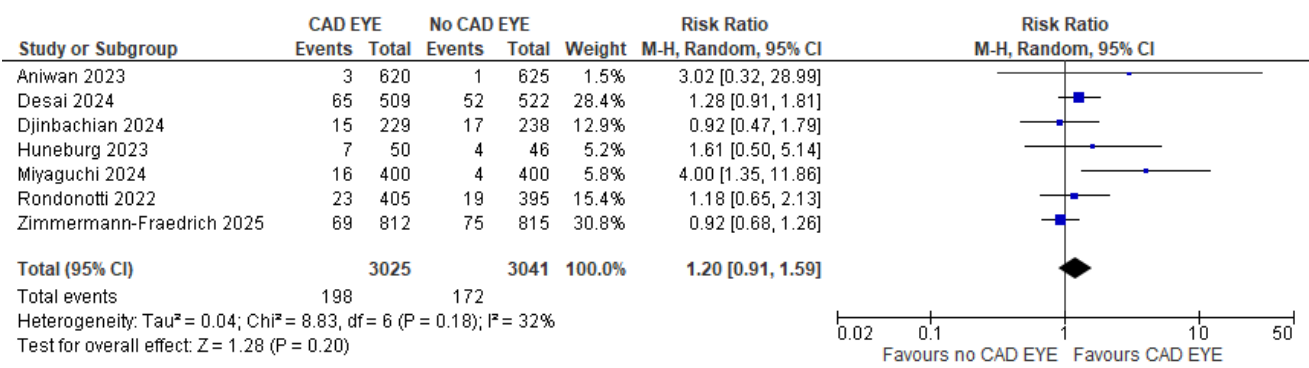 CAD EYE No CAD EYE Risk Ratio Risk Ratio
Study or Subgroup Events Total Events Total Weight M-H, Random, 95% CI M-H, Random, 95% CI
Aniwan 2023 3 620 1 625 1.5% 3.02 [0.32, 28.99]
Desai 2024 65 509 52 522 28.4% 1.28 [0.91, 1.81]
Djinbachian 2024 15 229 17 238 12.9% 0.92 [0.47, 1.79]
Huneburg 2023 7 50 4 46 5.2% 1.61 [0.50, 5.14]
Miyaguchi 2024 16 400 4 400 5.8% 4.00 [1.35, 11.86]
Rondonotti 2022 23 405 19 395 15.4% 1.18 [0.65, 2.13]
Zimmermann-Fraedrich 2025 69 812 75 815 30.8% 0.92 [0.68, 1.26]
Total (95% CI) 3025 3041 100.0% 1.20 [0.91, 1.59]
Total events 198 172
Heterogeneity: Tau² = 0.04; Chi² = 8.83, df = 6 (P = 0.18); I² = 32%
Test for overall effect: Z = 1.28 (P = 0.20)
0.02 0.1 1 10 50
Favours no CAD EYE Favours CAD EYE